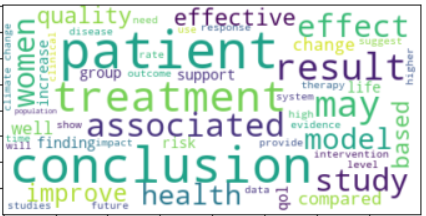 quality need effective effect
disease use response
climate change women increase clinical patient change suggest
rate result higher
group outcome support
population treatment system therapy life
high may
well show associated evidence based
time will finding impact risk provide model
conclusion intervention level study
improve health data qol compared
studies future